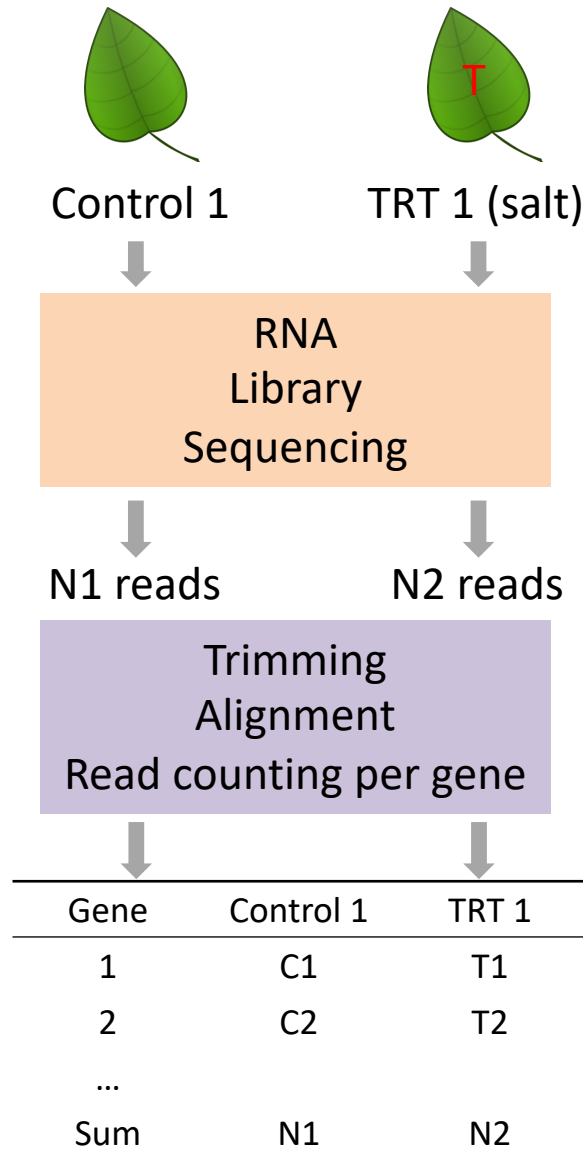 T
Control 1 TRT 1 (salt)
RNA
Library
Sequencing
N1 reads N2 reads
Trimming
Alignment
Read counting per gene
Gene Control 1 TRT 1
1 C1 T1
2 C2 T2
...
Sum N1 N2